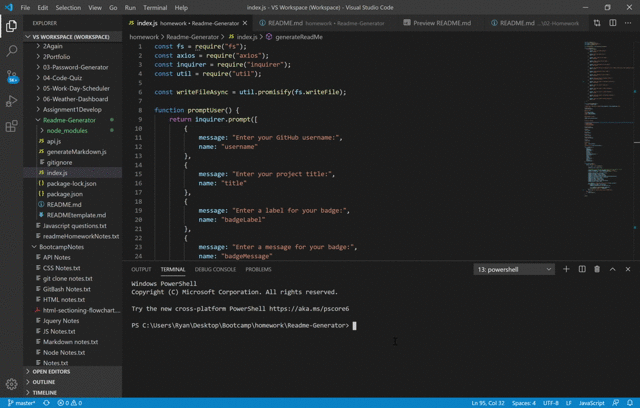 File Edit Selection View Go Run Terminal Help
index.js - VS Workspace (Workspace) - Visual Studio Code
EXPLORER
VS WORKSPACE (WORKSPACE)
2Again
2Portfolio
03-Password-Generator
04-Code-Quiz
05-Work-Day-Scheduler
06-Weather-Dashboard
Assignment1Develop
Readme-Generator
node_modules
api.js
generateMarkdown.js
gitignore
index.js
package-lock.json
package.json
README.md
READMEtemplate.md
Javascript questions.txt
readmeHomeworkNotes.txt
BootcampNotes
API Notes
CSS Notes.txt
git clone notes.txt
GitBash Notes.txt
HTML notes.txt
html-sectioning-flowchart...
Jquery Notes
JS Notes.txt
Markdown notes.txt
Node Notes.txt
Notes.txt
OPEN EDITORS
OUTLINE
TIMELINE
index.js homework • Readme-Generator
README.md homework • Readme-Generator
Preview README.md
README.md ...\02-Homework
homework > Readme-Generator > index.js > generateReadMe
1 const fs = require("fs");
2 const axios = require("axios");
3 const inquirer = require("inquirer");
4 const util = require("util");
5
6 const writeFileAsync = util.promisify(fs.writeFile);
7
8 function promptUser() {
9 return inquirer.prompt([
10 {
11 message: "Enter your GitHub username:",
12 name: "username"
13 },
14 {
15 message: "Enter your project title:",
16 name: "title"
17 },
18 {
19 message: "Enter a label for your badge:",
20 name: "badgeLabel"
21 },
22 {
23 message: "Enter a message for your badge:",
24 name: "badgeMessage"
OUTPUT TERMINAL DEBUG CONSOLE PROBLEMS
13: powershell
Windows PowerShell
Copyright (C) Microsoft Corporation. All rights reserved.
Try the new cross-platform PowerShell https://aka.ms/pscore6
PS C:\Users\Ryan\Desktop\Bootcamp\homework\Readme-Generator>
master* 0 0
Ln 95, Col 32 Spaces: 4 UTF-8 LF JavaScript